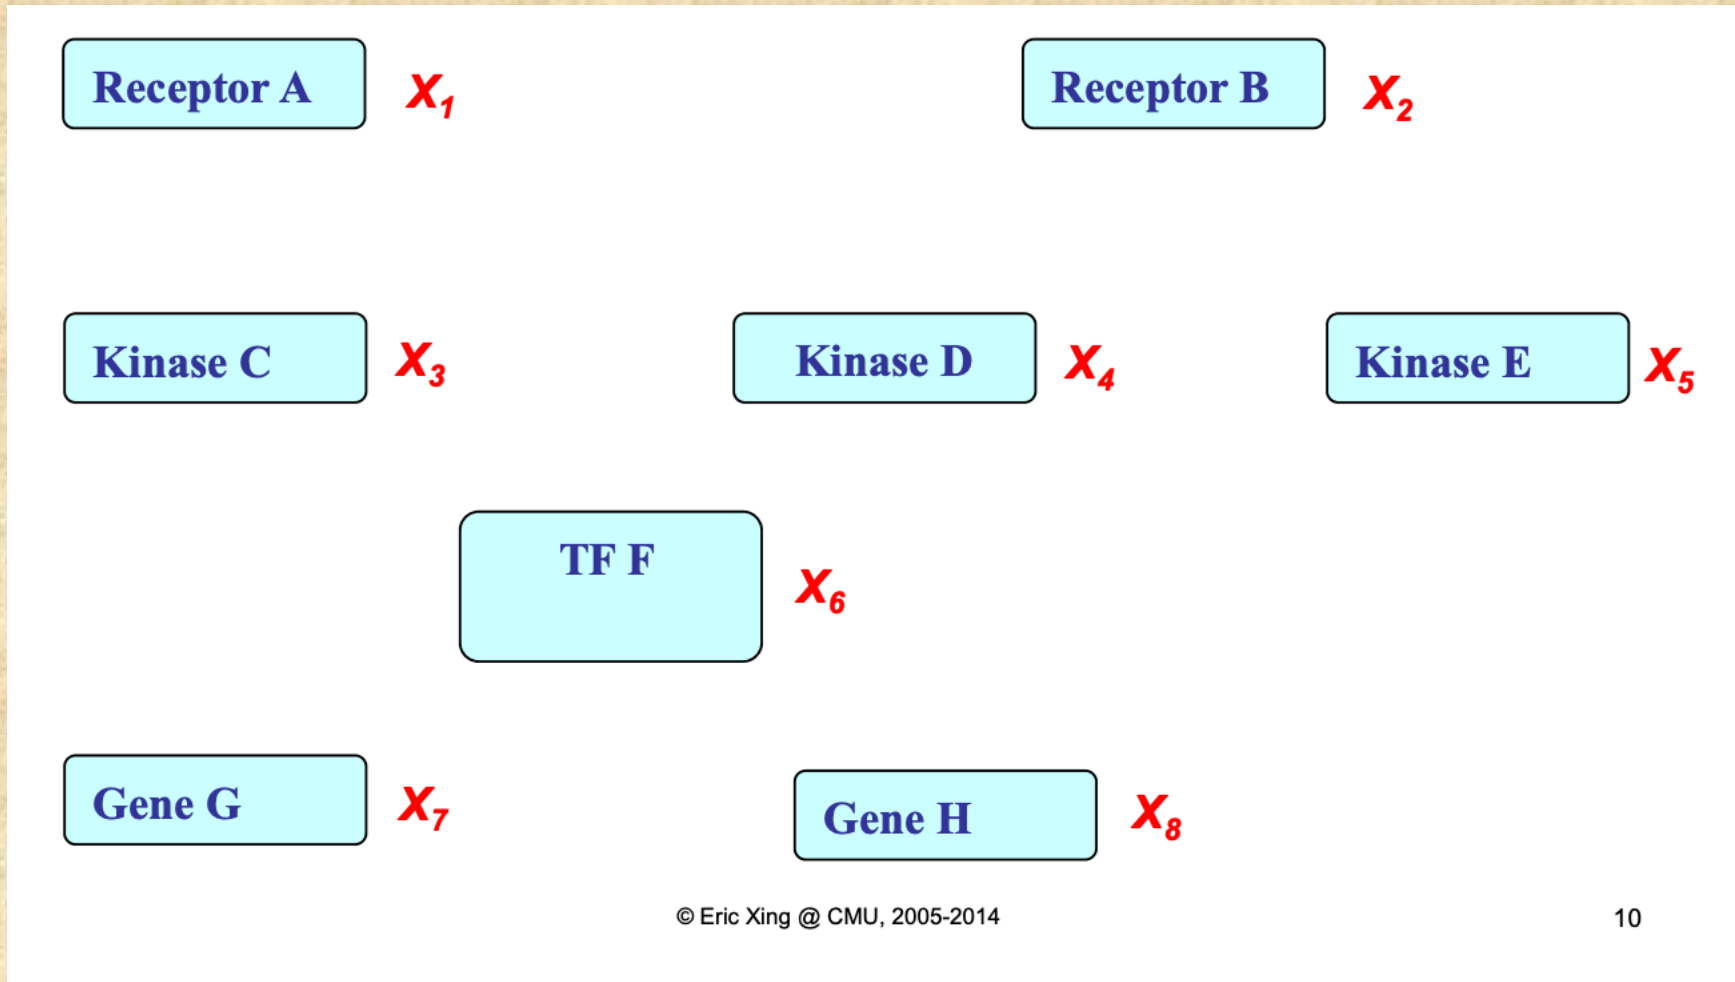 Receptor A X1
Receptor B X2
Kinase C X3
Kinase D X4
Kinase E X5
TF F X6
Gene G X7
Gene H X8
© Eric Xing @ CMU, 2005-2014
10